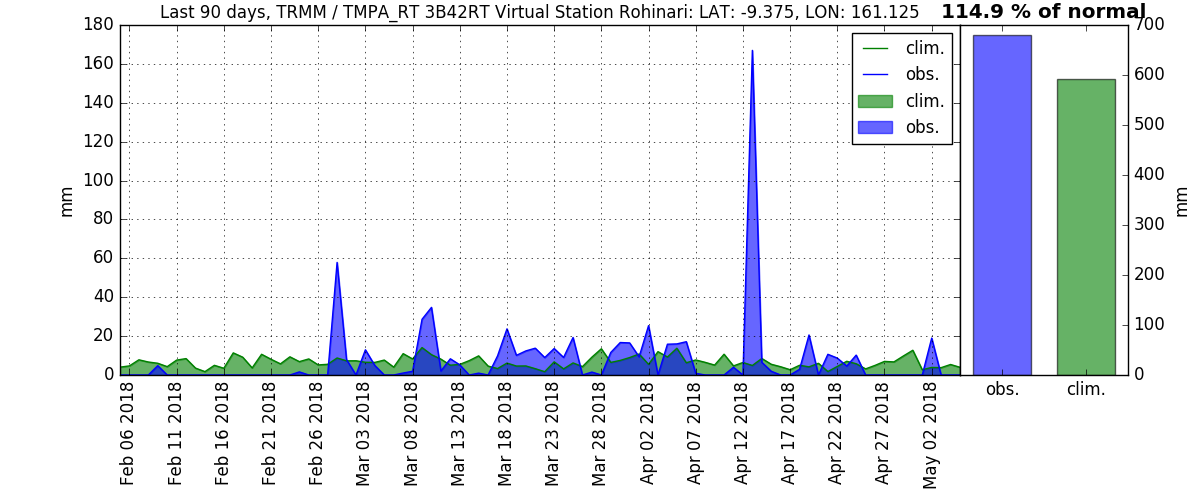 Last 90 days, TRMM / TMPA_RT 3B42RT Virtual Station Rohinari: LAT: -9.375, LON: 161.125
114.9 % of normal
180
160
140
120
100
80
60
40
20
0
mm
clim.
obs.
clim.
obs.
Feb 06 2018
Feb 11 2018
Feb 16 2018
Feb 21 2018
Feb 26 2018
Mar 03 2018
Mar 08 2018
Mar 13 2018
Mar 18 2018
Mar 23 2018
Mar 28 2018
Apr 02 2018
Apr 07 2018
Apr 12 2018
Apr 17 2018
Apr 22 2018
Apr 27 2018
May 02 2018
700
600
500
400
300
200
100
0
mm
obs.
clim.